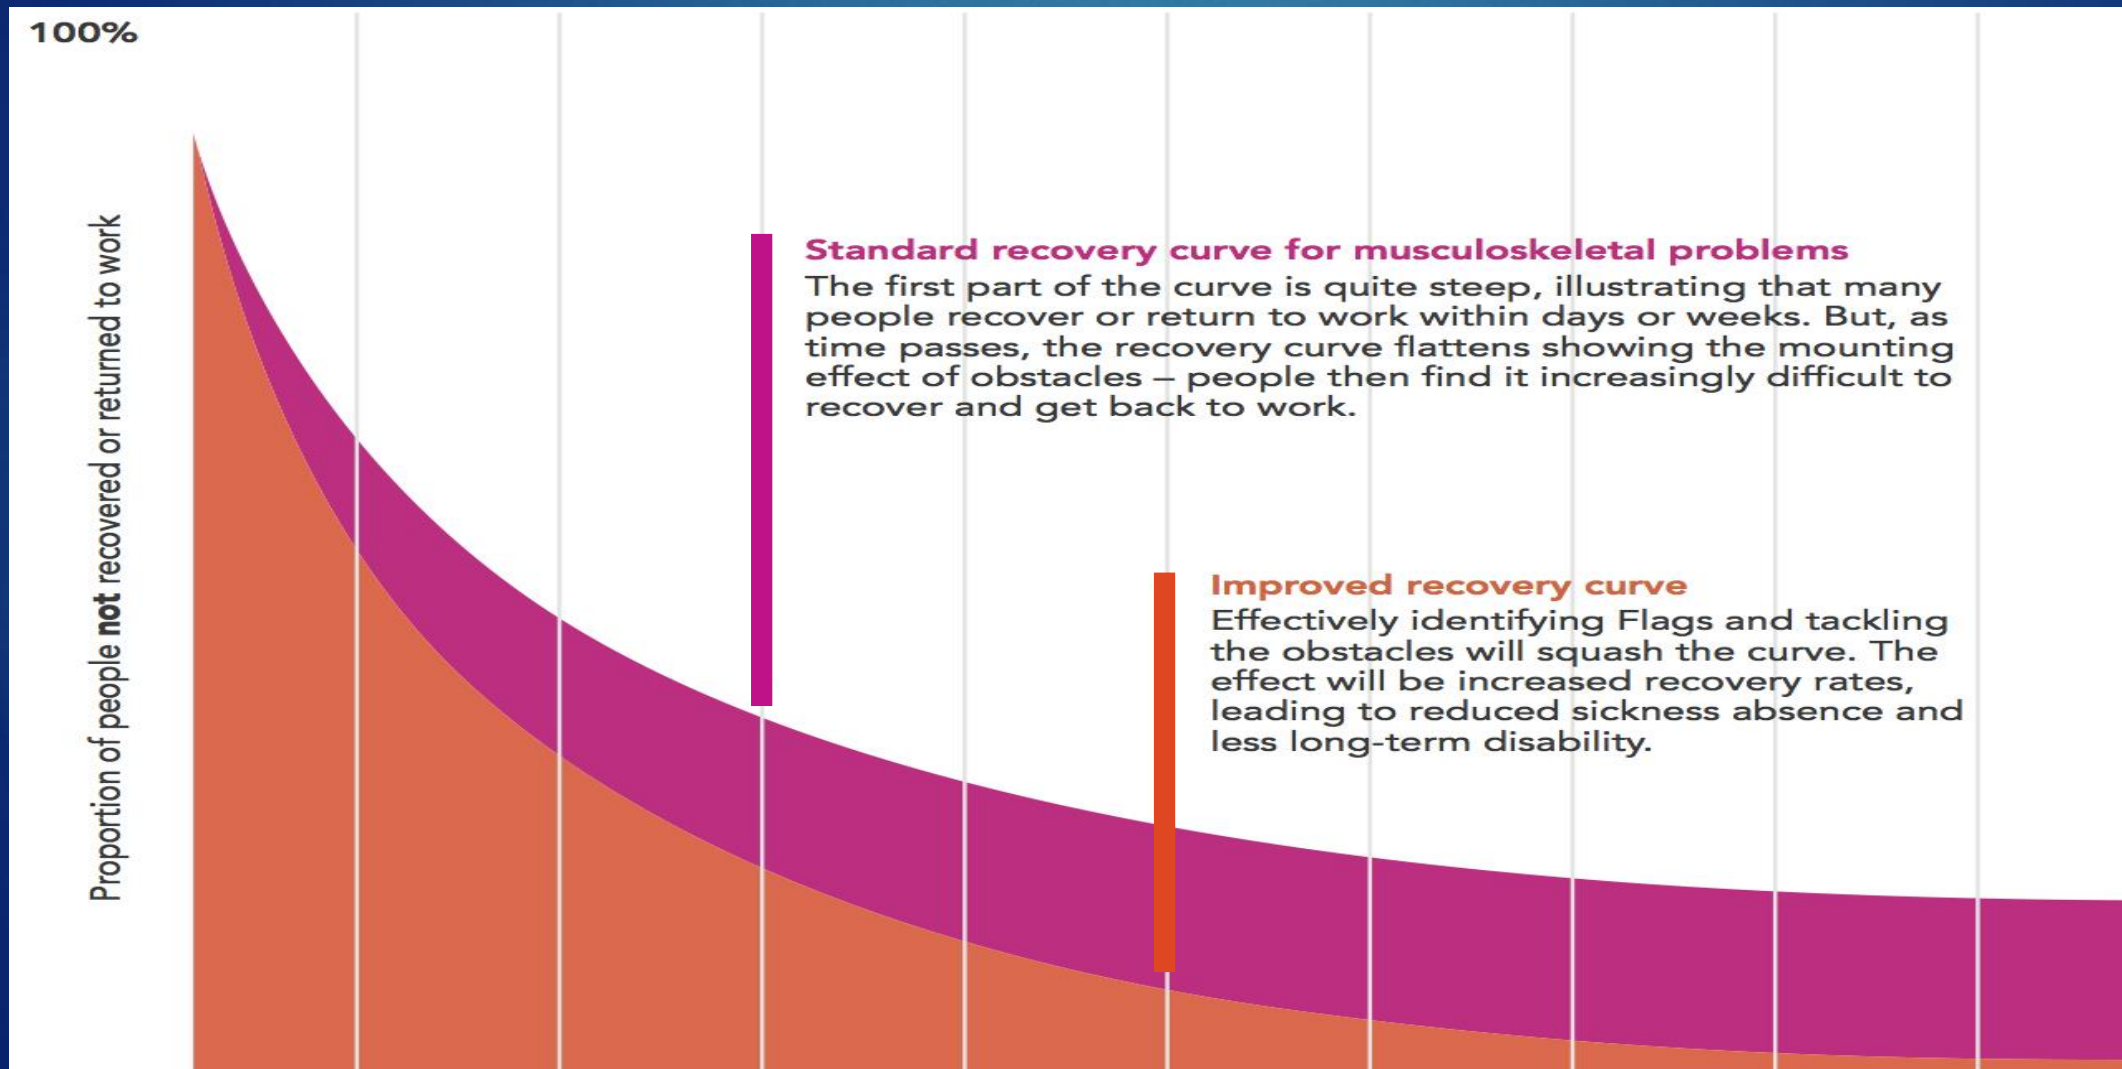 100%
Proportion of people not recovered or returned to work
Standard recovery curve for musculoskeletal problems
The first part of the curve is quite steep, illustrating that many
people recover or return to work within days or weeks. But, as
time passes, the recovery curve flattens showing the mounting
effect of obstacles – people then find it increasingly difficult to
recover and get back to work.
Improved recovery curve
Effectively identifying Flags and tackling
the obstacles will squash the curve. The
effect will be increased recovery rates,
leading to reduced sickness absence and
less long-term disability.